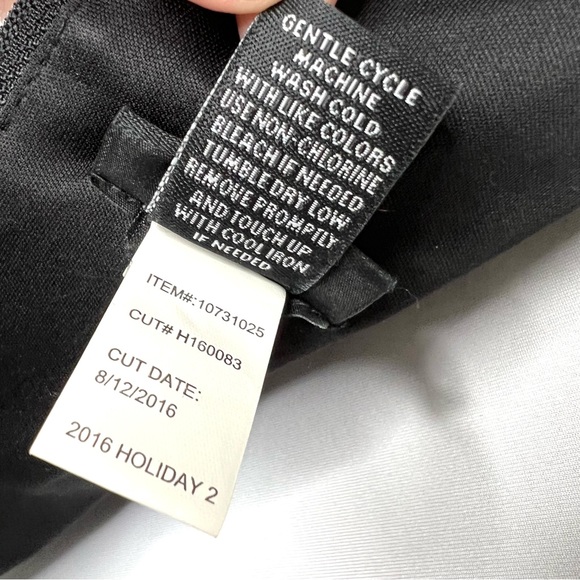 GENTLE CYCLE
MACHINE
WASH COLD
WITH LIKE COLORS
USE NON-CHLORINE
BLEACH IF NEEDED
TUMBLE DRY LOW
REMOVE PROMPILY
AND TOUCH UP
WITH COOL IRON
IF NEEDED
ITEM#:10731025
CUT# H160083
CUT DATE:
8/12/2016
2016 HOLIDAY 2